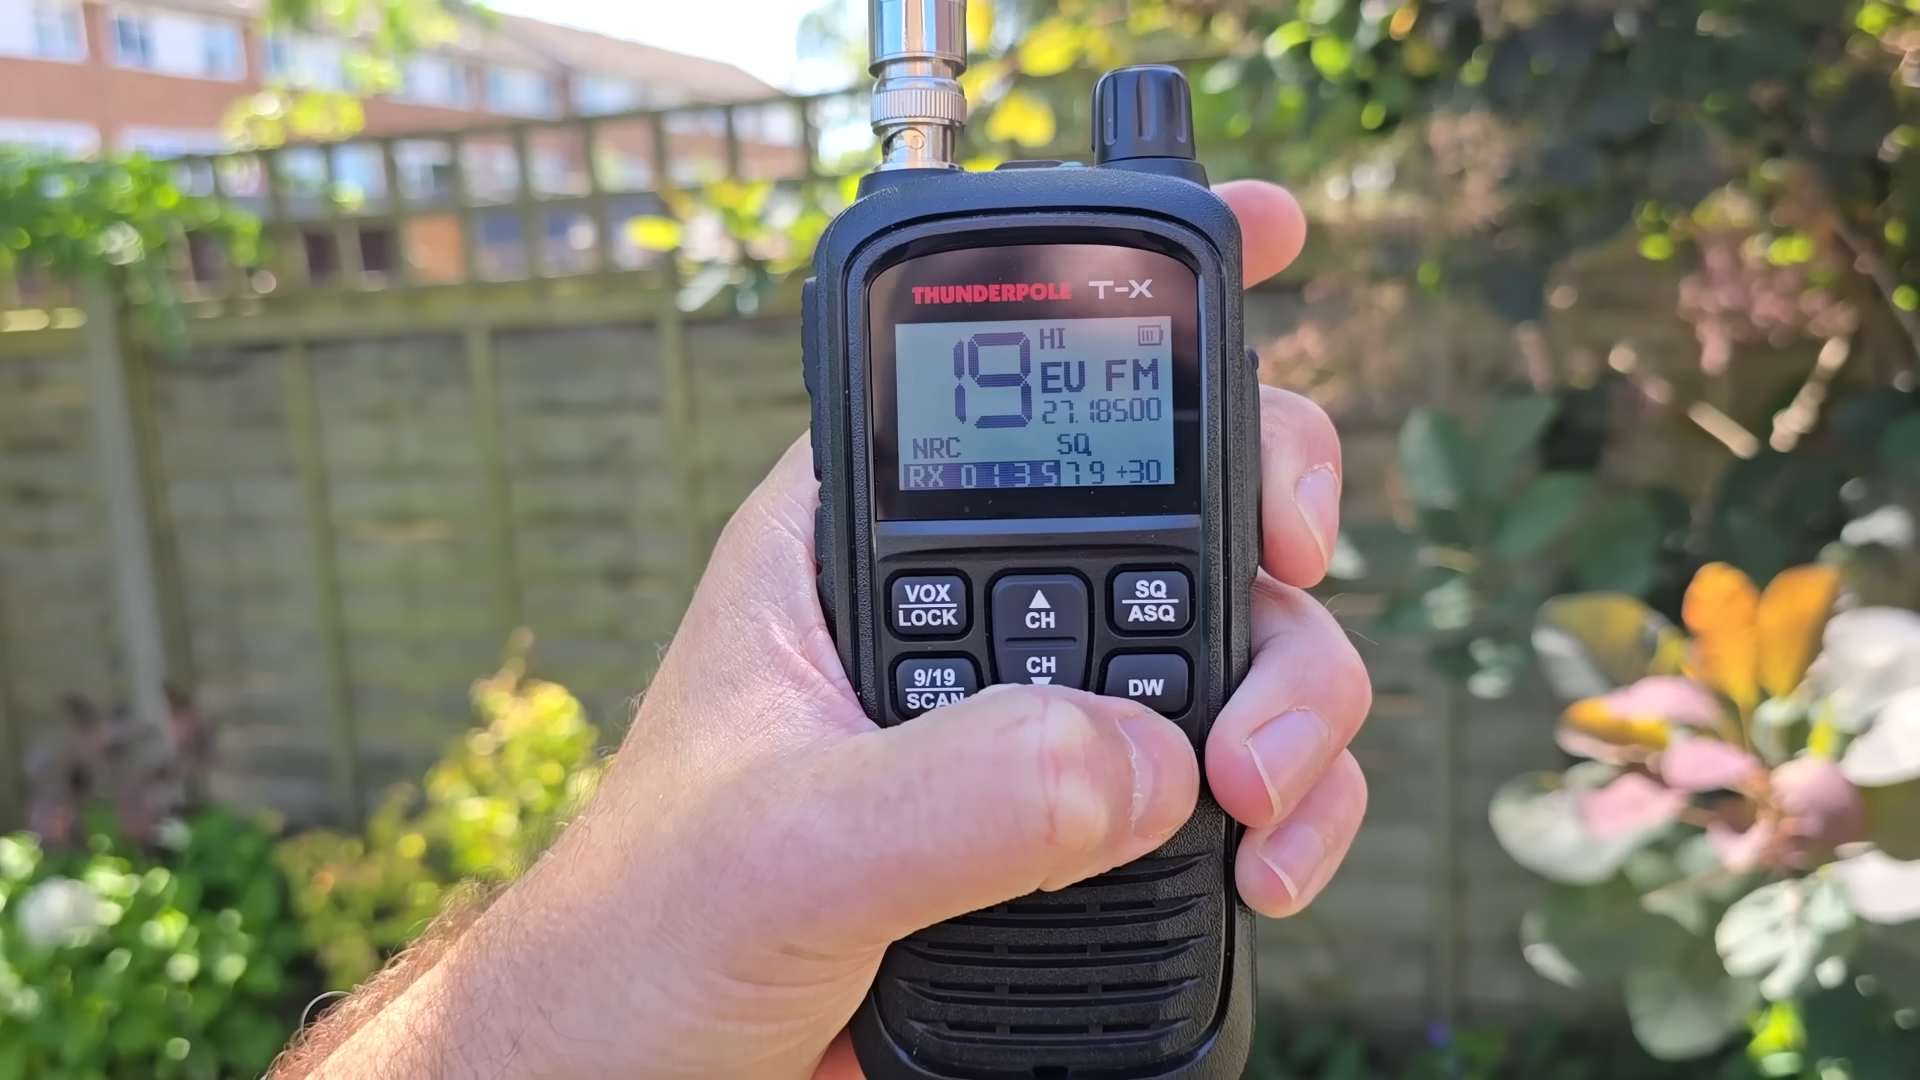 THUNDERPOLE T-X
19 HI
EU FM
27.18500
NRC SQ
RX 0 1 3 5 7 9 +30
VOX
LOCK
CH
SQ
ASQ
9/19
SCAN
CH
DW